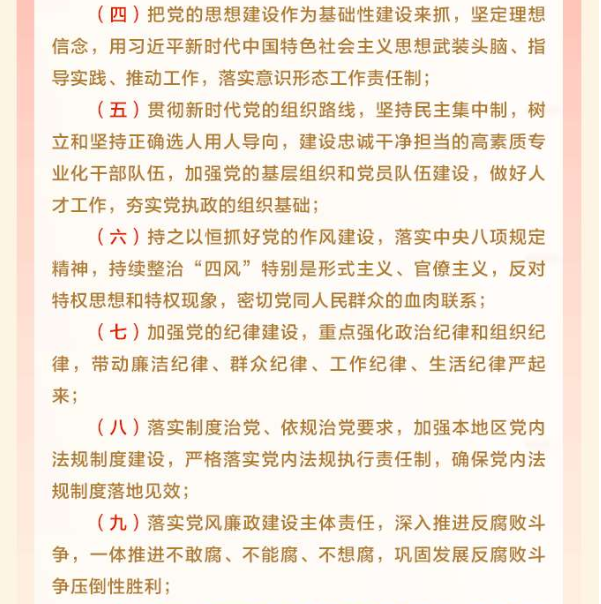 （四）把党的思想建设作为基础性建设来抓，坚定理想
信念，用习近平新时代中国特色社会主义思想武装头脑、指
导实践、推动工作，落实意识形态工作责任制；
（五）贯彻新时代党的组织路线，坚持民主集中制，树
立和坚持正确选人用人导向，建设忠诚干净担当的高素质专
业化干部队伍，加强党的基层组织和党员队伍建设，做好人
才工作，夯实党执政的组织基础；
（六）持之以恒抓好党的作风建设，落实中央八项规定
精神，持续整治“四风”特别是形式主义、官僚主义，反对
特权思想和特权现象，密切党同人民群众的血肉联系；
（七）加强党的纪律建设，重点强化政治纪律和组织纪
律，带动廉洁纪律、群众纪律、工作纪律、生活纪律严起
来；
（八）落实制度治党、依规治党要求，加强本地区党内
法规制度建设，严格落实党内法规执行责任制，确保党内法
规制度落地见效；
（九）落实党风廉政建设主体责任，深入推进反腐败斗
争，一体推进不敢腐、不能腐、不想腐，巩固发展反腐败斗
争压倒性胜利；